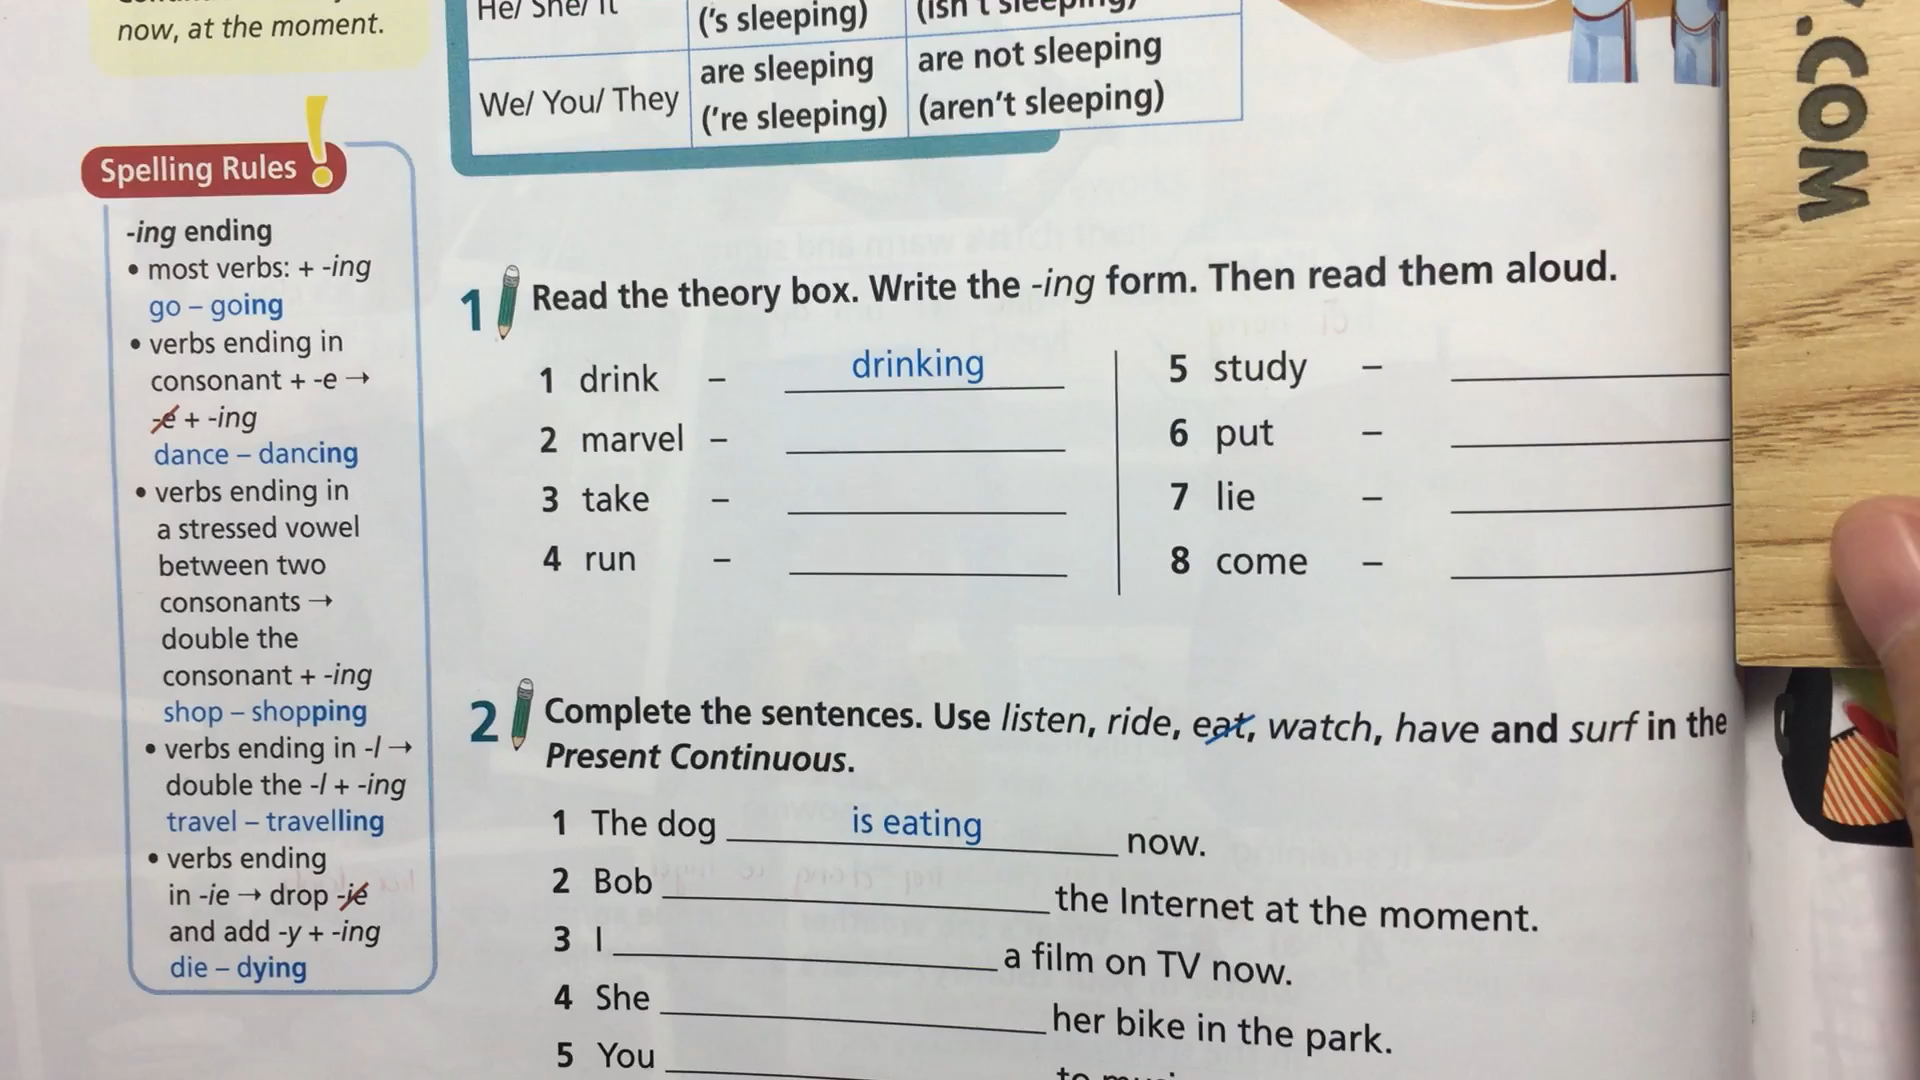 now, at the moment.
He/ She/ It
('s sleeping)
(isn't sleeping)
We/ You/ They
are sleeping
('re sleeping)
are not sleeping
(aren't sleeping)
.COM
Spelling Rules !
-ing ending
• most verbs: + -ing
go – going
• verbs ending in
consonant + -e →
-e + -ing
dance – dancing
• verbs ending in
a stressed vowel
between two
consonants →
double the
consonant + -ing
shop – shopping
• verbs ending in -l →
double the -l + -ing
travel – travelling
• verbs ending
in -ie → drop -ie
and add -y + -ing
die – dying
1 Read the theory box. Write the -ing form. Then read them aloud.
1 drink – drinking
2 marvel –
3 take –
4 run –
5 study –
6 put –
7 lie –
8 come –
2 Complete the sentences. Use listen, ride, eat, watch, have and surf in the
Present Continuous.
1 The dog is eating now.
2 Bob the Internet at the moment.
3 I a film on TV now.
4 She her bike in the park.
5 You to